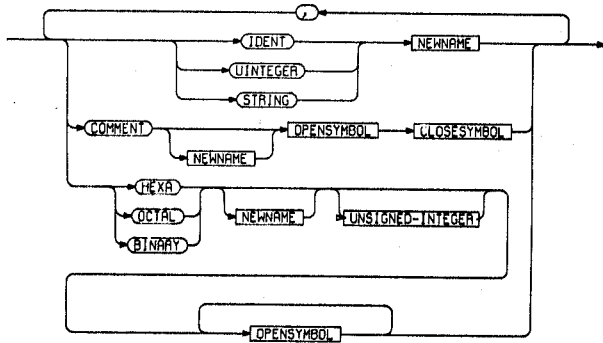 ,
IDENT NEWNAME
UINTEGER
STRING
COMMENT OPENSYMBOL CLOSESYMBOL
NEWNAME
HEXA
OCTAL NEWNAME UNSIGNED-INTEGER
BINARY
OPENSYMBOL